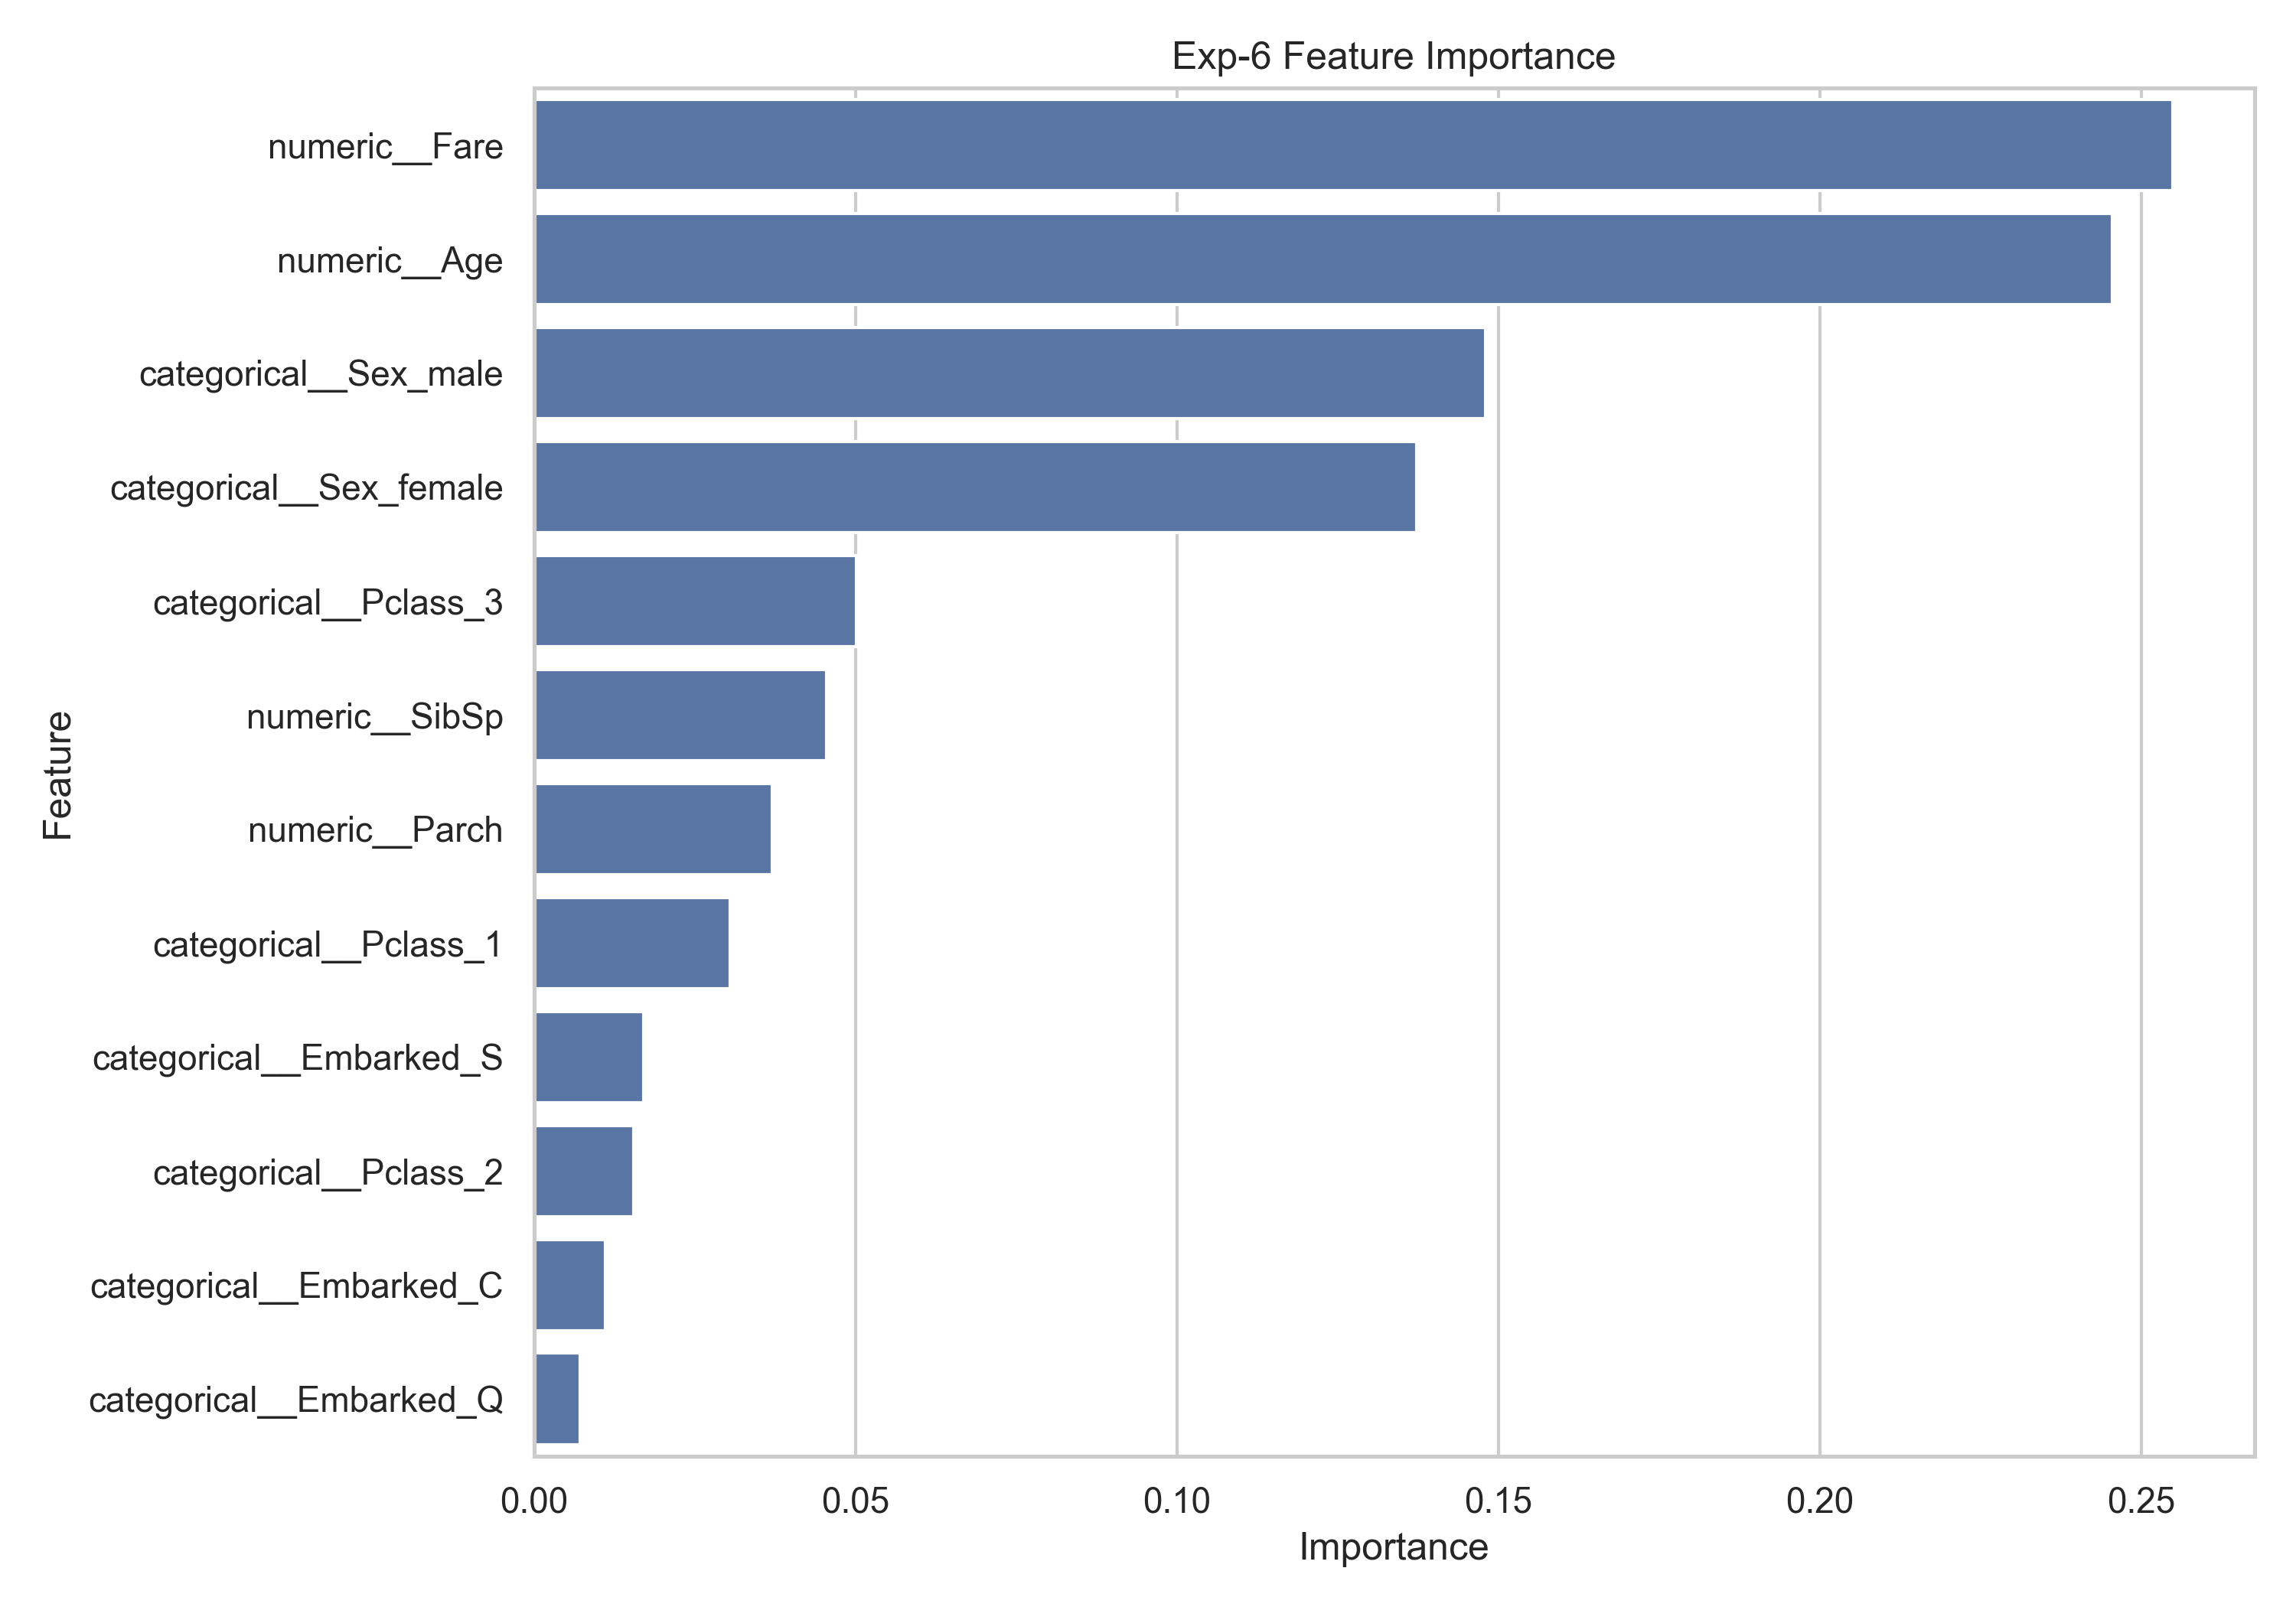 Exp-6 Feature Importance
numeric__Fare
numeric__Age
categorical__Sex_male
categorical__Sex_female
categorical__Pclass_3
numeric__SibSp
numeric__Parch
categorical__Pclass_1
categorical__Embarked_S
categorical__Pclass_2
categorical__Embarked_C
categorical__Embarked_Q
Feature
0.00 0.05 0.10 0.15 0.20 0.25
Importance